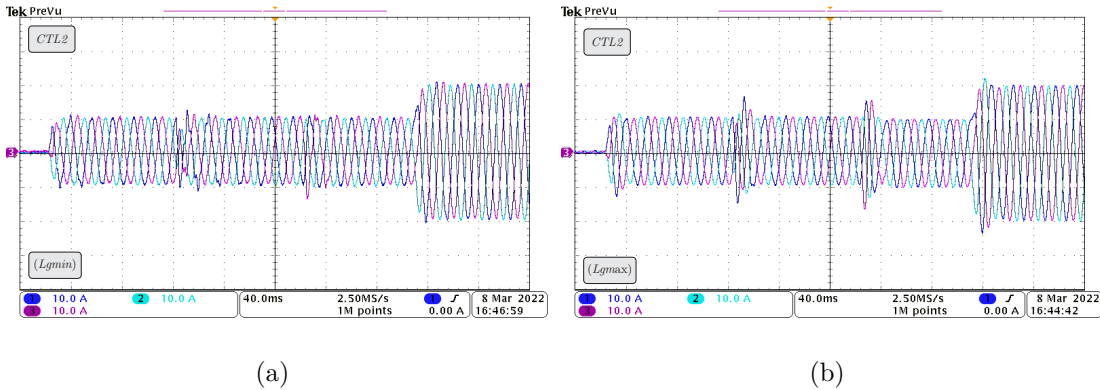 Tek PreVu
CTL2
3
(Lgmin)
1 10.0 A 2 10.0 A
3 10.0 A
40.0ms 2.50MS/s
1M points
1 0.00 A
8 Mar 2022
16:46:59
(a)
Tek PreVu
CTL2
3
(Lgmax)
1 10.0 A 2 10.0 A
3 10.0 A
40.0ms 2.50MS/s
1M points
1 0.00 A
8 Mar 2022
16:44:42
(b)